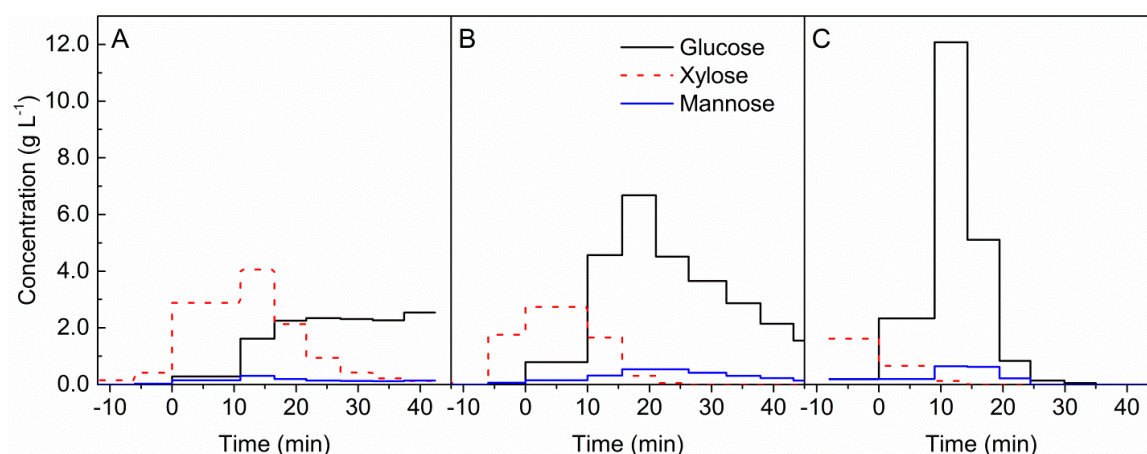 A
B
C
Glucose
Xylose
Mannose
Concentration (g L⁻¹)
12.0
10.0
8.0
6.0
4.0
2.0
0.0
-10 0 10 20 30 40
-10 0 10 20 30 40
-10 0 10 20 30 40
Time (min)
Time (min)
Time (min)